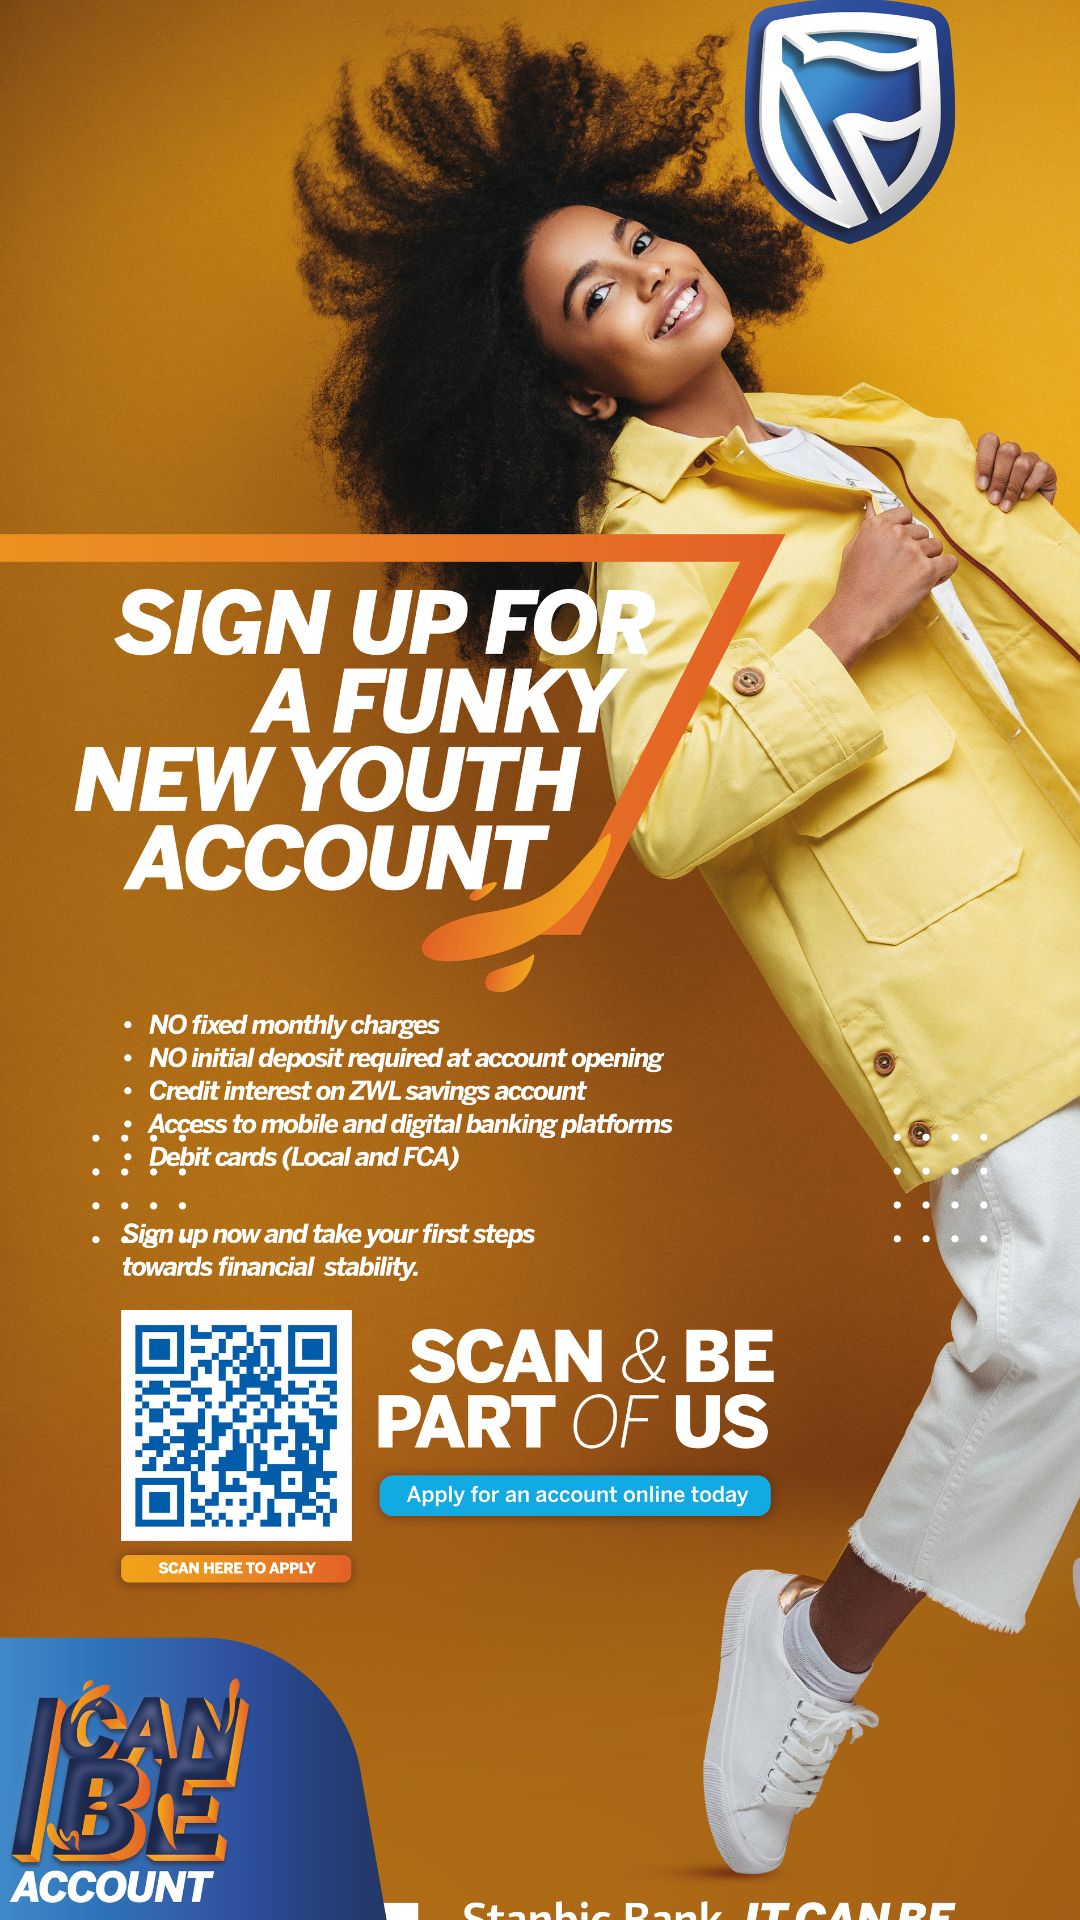 SIGN UP FOR
A FUNKY
NEW YOUTH
ACCOUNT
• NO fixed monthly charges
• NO initial deposit required at account opening
• Credit interest on ZWL savings account
• Access to mobile and digital banking platforms
• Debit cards (Local and FCA)
Sign up now and take your first steps
towards financial stability.
SCAN & BE
PART OF US
Apply for an account online today
SCAN HERE TO APPLY
I CAN
BE
ACCOUNT
Stanbic Bank IT CAN BE